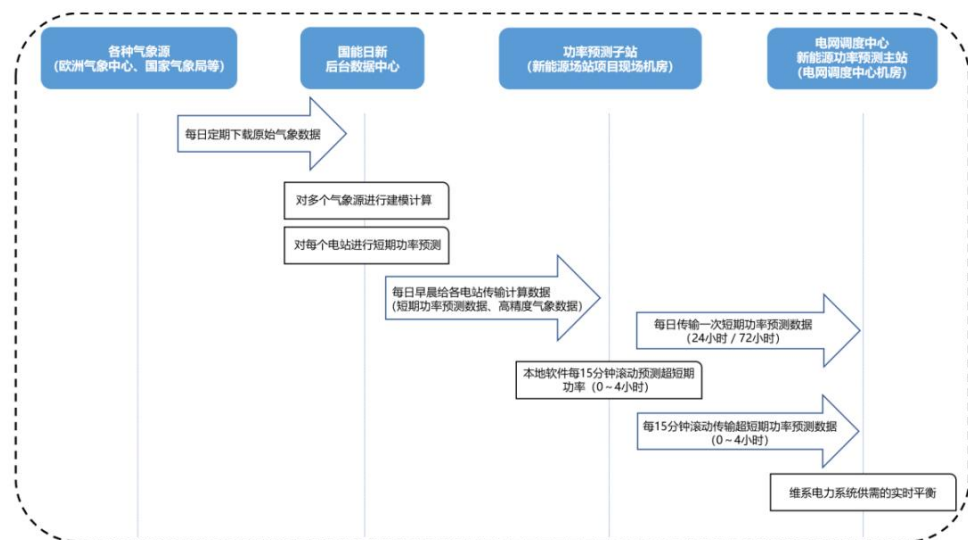 各种气象源
(欧洲气象中心、国家气象局等)
国能日新
后台数据中心
功率预测子站
(新能源场站项目现场机房)
电网调度中心
新能源功率预测主站
(电网调度中心机房)
每日定期下载原始气象数据
对多个气象源进行建模计算
对每个电站进行短期功率预测
每日早晨给各电站传输计算数据
(短期功率预测数据、高精度气象数据)
每日传输一次短期功率预测数据
(24小时 / 72小时)
本地软件每15分钟滚动预测超短期
功率(0~4小时)
每15分钟滚动传输超短期功率预测数据
(0~4小时)
维系电力系统供需的实时平衡